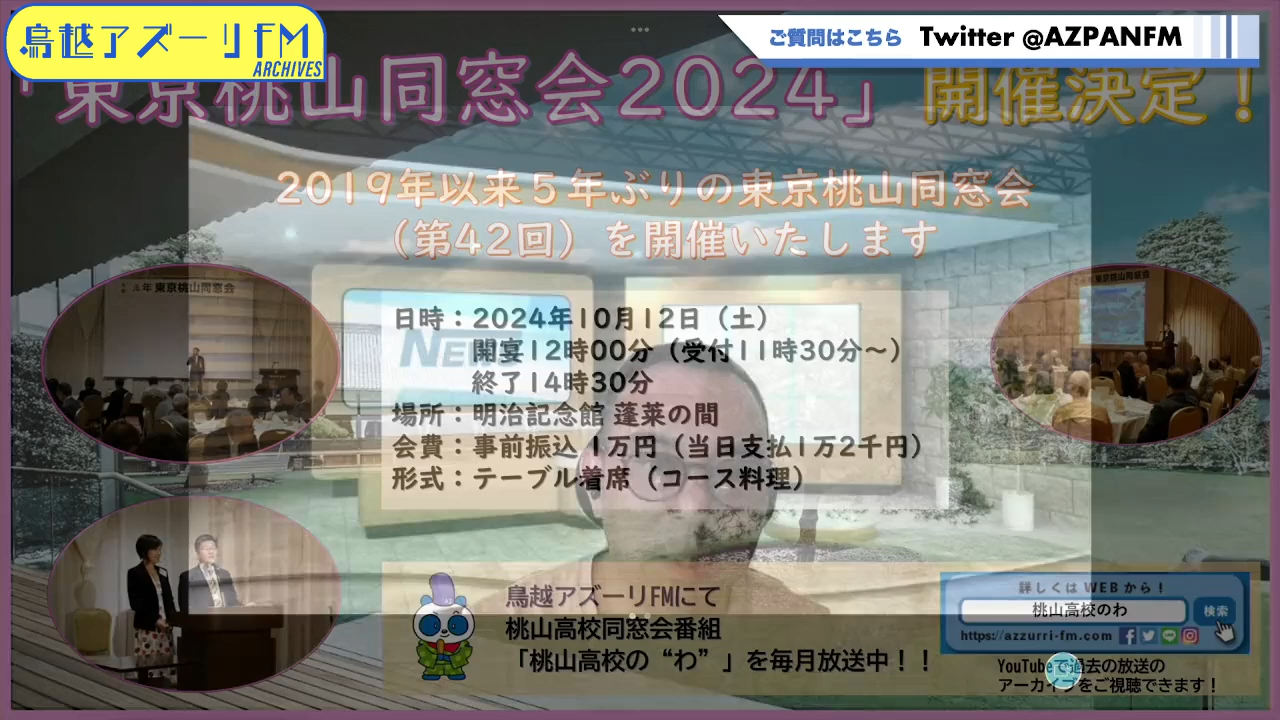 鳥越アズーリFM
ARCHIVES
ご質問はこちら Twitter @AZPANFM
「東京桃山同窓会2024」開催決定！
2019年以来５年ぶりの東京桃山同窓会
（第42回）を開催いたします
年 東京桃山同窓会
東京桃山同窓会
日時：2024年10月12日（土）
開宴12時00分（受付11時30分～）
終了14時30分
場所：明治記念館 蓬莱の間
会費：事前振込 1万円（当日支払1万2千円）
形式：テーブル着席（コース料理）
鳥越アズーリFMにて
桃山高校同窓会番組
「桃山高校の“わ”」を毎月放送中！！
詳しくはWEBから！
桃山高校のわ
検索
https://azzurri-fm.com
YouTubeで過去の放送の
アーカイブをご視聴できます！